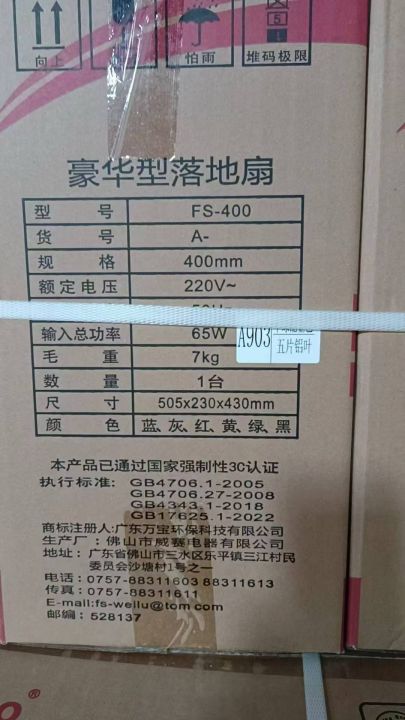 向上
怕雨
5
堆码极限
豪华型落地扇
型号 FS-400
货号 A-
规格 400mm
额定电压 220V~
输入总功率 65W
A903
五片铝叶
毛重 7kg
数量 1台
尺寸 505x230x430mm
颜色 蓝、灰、红、黄、绿、黑
本产品已通过国家强制性3C认证
执行标准: GB4706.1-2005
GB4706.27-2008
GB4343.1-2018
GB17625.1-2022
商标注册人:广东万宝环保科技有限公司
生产厂: 佛山市威赛电器有限公司
地址: 广东省佛山市三水区乐平镇三江村民
委员会沙塘村1号之一
电话: 0757-88311603 88311613
传真: 0757-88311611
E-mail:fs-weilu@tom.com
邮编: 528137
®